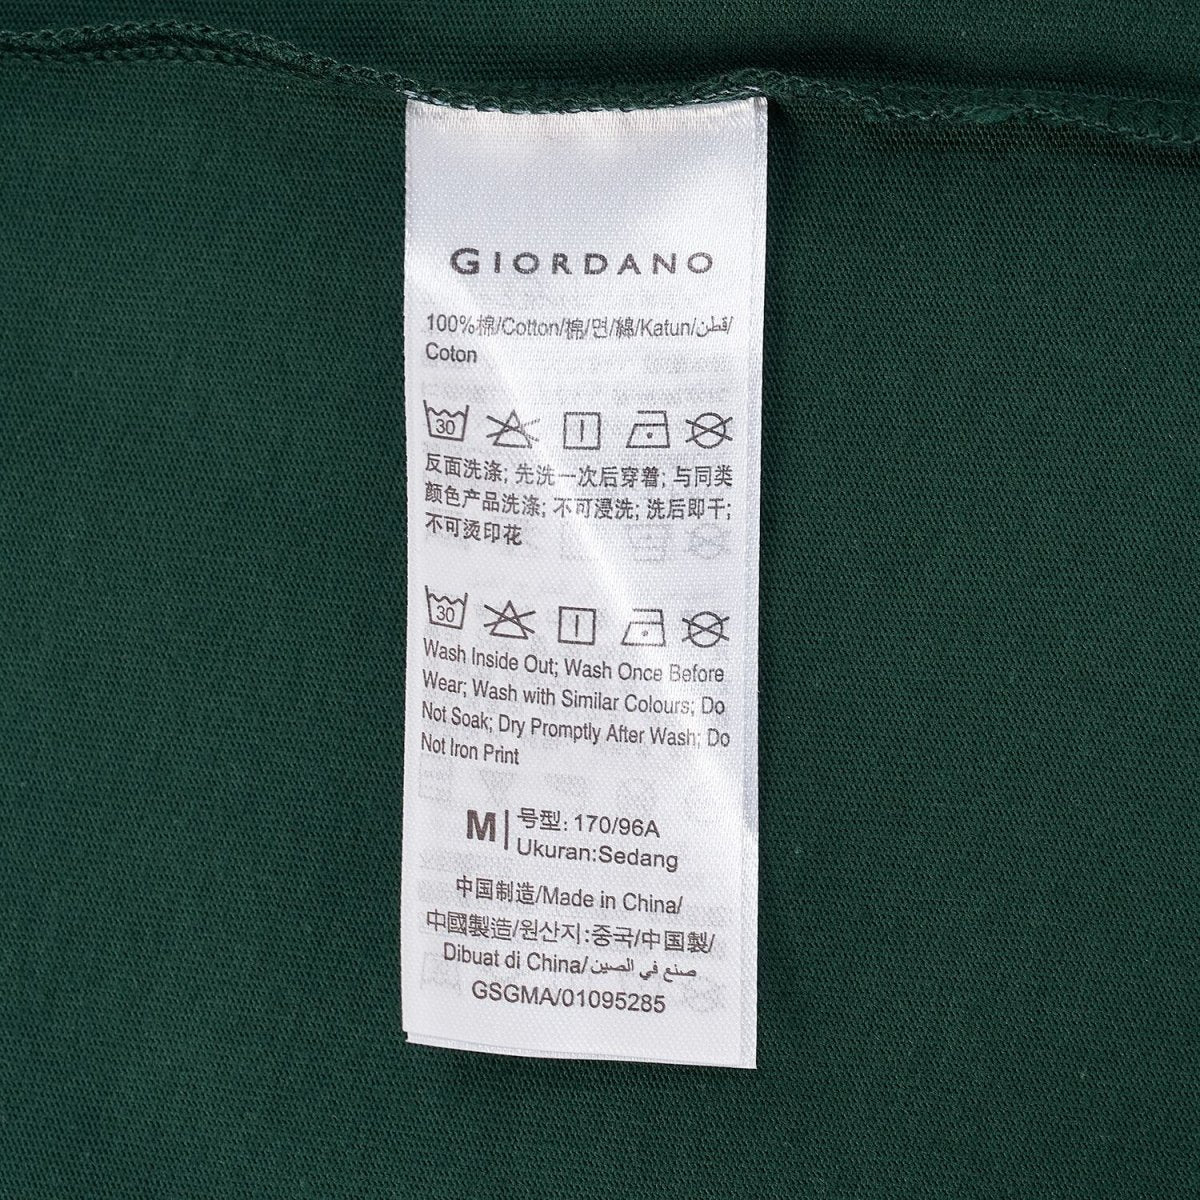 GIORDANO
100%棉/Cotton/棉/면/綿/Katun/قطن/
Coton
30
反面洗涤; 先洗一次后穿着; 与同类
颜色产品洗涤; 不可浸洗; 洗后即干;
不可烫印花
30
Wash Inside Out; Wash Once Before
Wear; Wash with Similar Colours; Do
Not Soak; Dry Promptly After Wash; Do
Not Iron Print
M 号型: 170/96A
Ukuran:Sedang
中国制造/Made in China/
中國製造/원산지:중국/中国製/
Dibuat di China/صنع في الصين
GSGMA/01095285